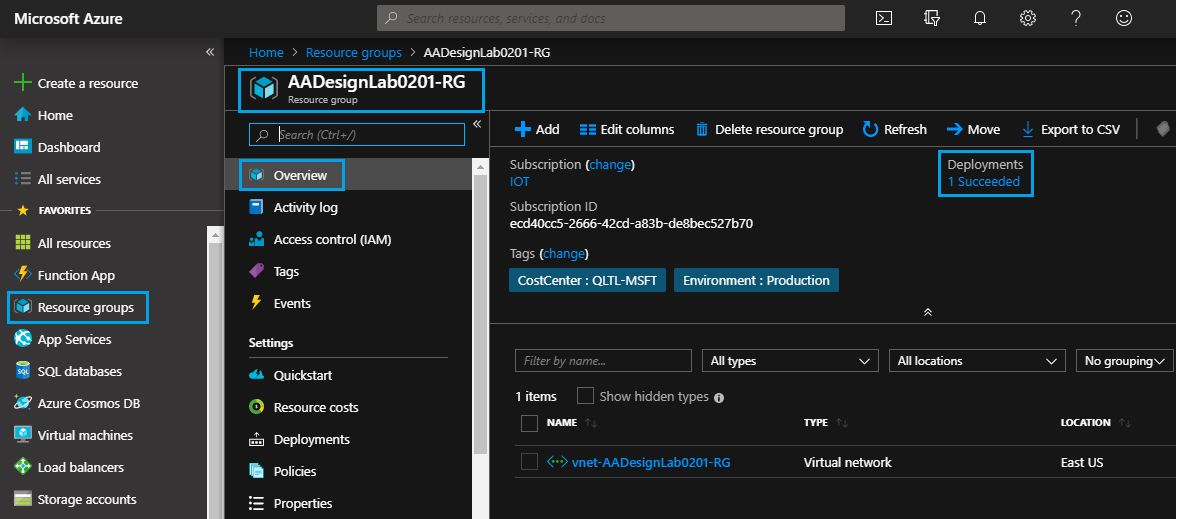 Microsoft Azure
Search resources, services, and docs
Create a resource
Home
Dashboard
All services
FAVORITES
All resources
Function App
Resource groups
App Services
SQL databases
Azure Cosmos DB
Virtual machines
Load balancers
Storage accounts
Home > Resource groups > AADesignLab0201-RG
AADesignLab0201-RG
Resource group
Search (Ctrl+/)
Overview
Activity log
Access control (IAM)
Tags
Events
Settings
Quickstart
Resource costs
Deployments
Policies
Properties
Add Edit columns Delete resource group Refresh Move Export to CSV
Subscription (change)
IOT
Subscription ID
ecd40cc5-2666-42cd-a83b-de8bec527b70
Tags (change)
CostCenter : QLTL-MSFT Environment : Production
Deployments
1 Succeeded
Filter by name... All types All locations No grouping
1 items Show hidden types
NAME TYPE LOCATION
vnet-AADesignLab0201-RG Virtual network East US